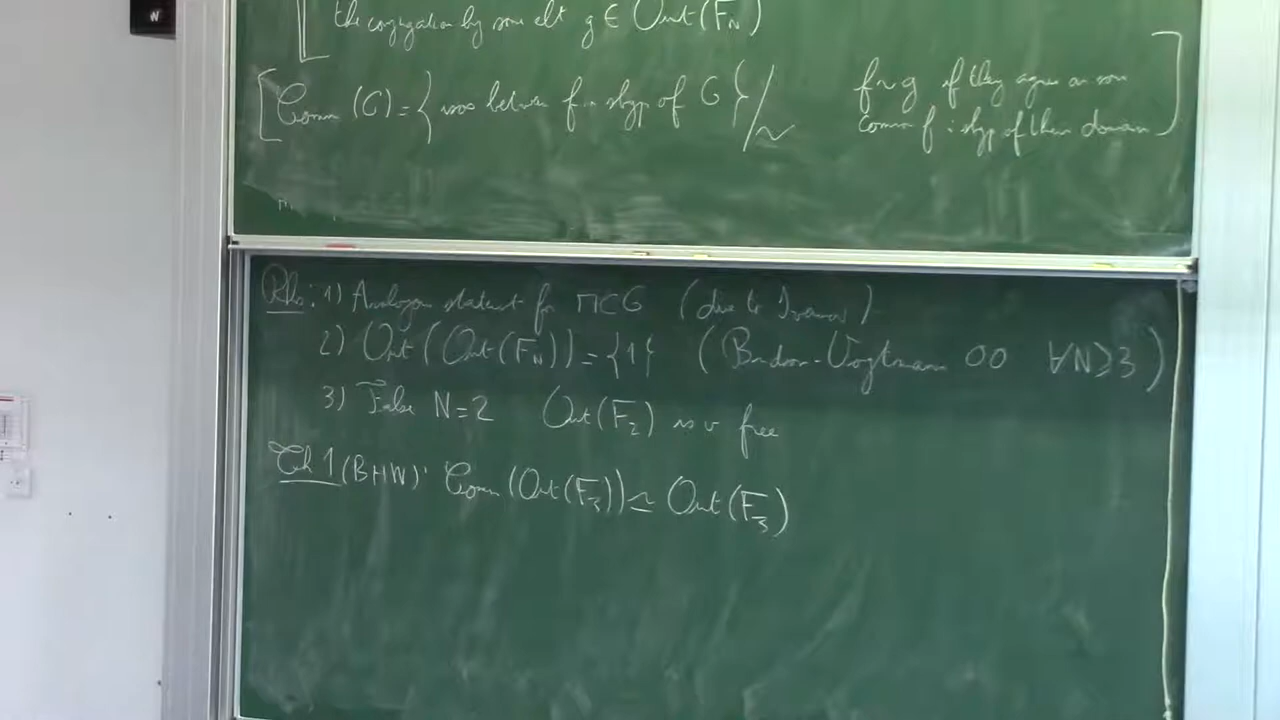 the conjugation by some elt g ∈ Out(F_N)
[Comm(G) = { isos between f.i. sbgp of G }/~ f~g if they agree on some
common f.i. sbgp of their domain]
Rks: 1) Analogous statement for MCG (due to Ivanov)
2) Out(Out(F_N)) = {1} (Bridson-Vogtmann 00 ∀N≥3)
3) False N=2 Out(F_2) is v free
Th 1 (BHW): Comm(Out(F_3)) ≃ Out(F_3)